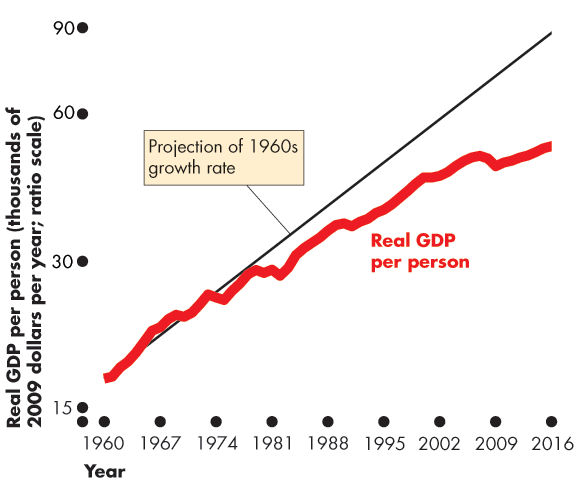 90
60
30
15
Real GDP per person (thousands of
2009 dollars per year; ratio scale)
Projection of 1960s
growth rate
Real GDP
per person
1960 1967 1974 1981 1988 1995 2002 2009 2016
Year